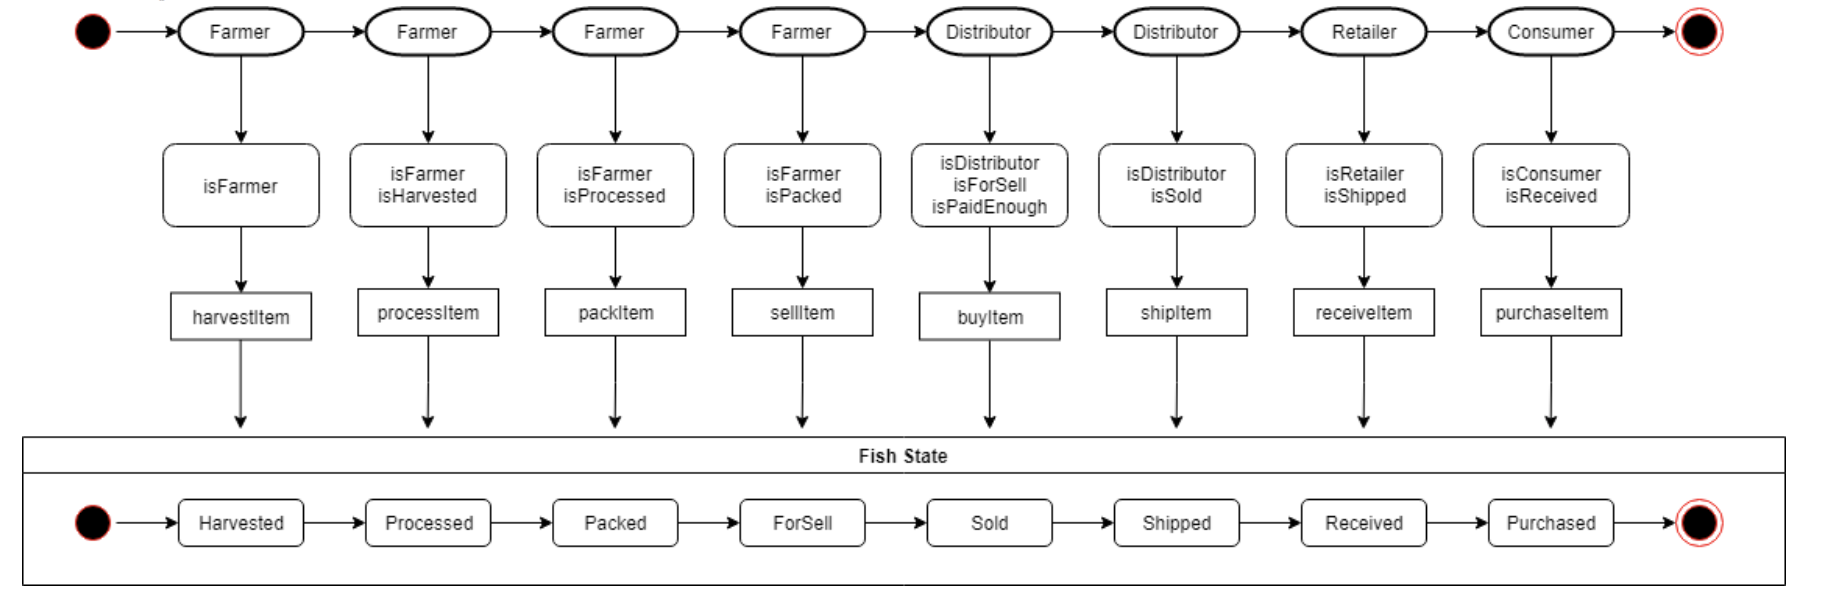 Farmer
Farmer
Farmer
Farmer
Distributor
Distributor
Retailer
Consumer
isFarmer
isFarmer
isHarvested
isFarmer
isProcessed
isFarmer
isPacked
isDistributor
isForSell
isPaidEnough
isDistributor
isSold
isRetailer
isShipped
isConsumer
isReceived
harvestItem
processItem
packItem
sellItem
buyItem
shipItem
receiveItem
purchaseItem
Fish State
Harvested
Processed
Packed
ForSell
Sold
Shipped
Received
Purchased